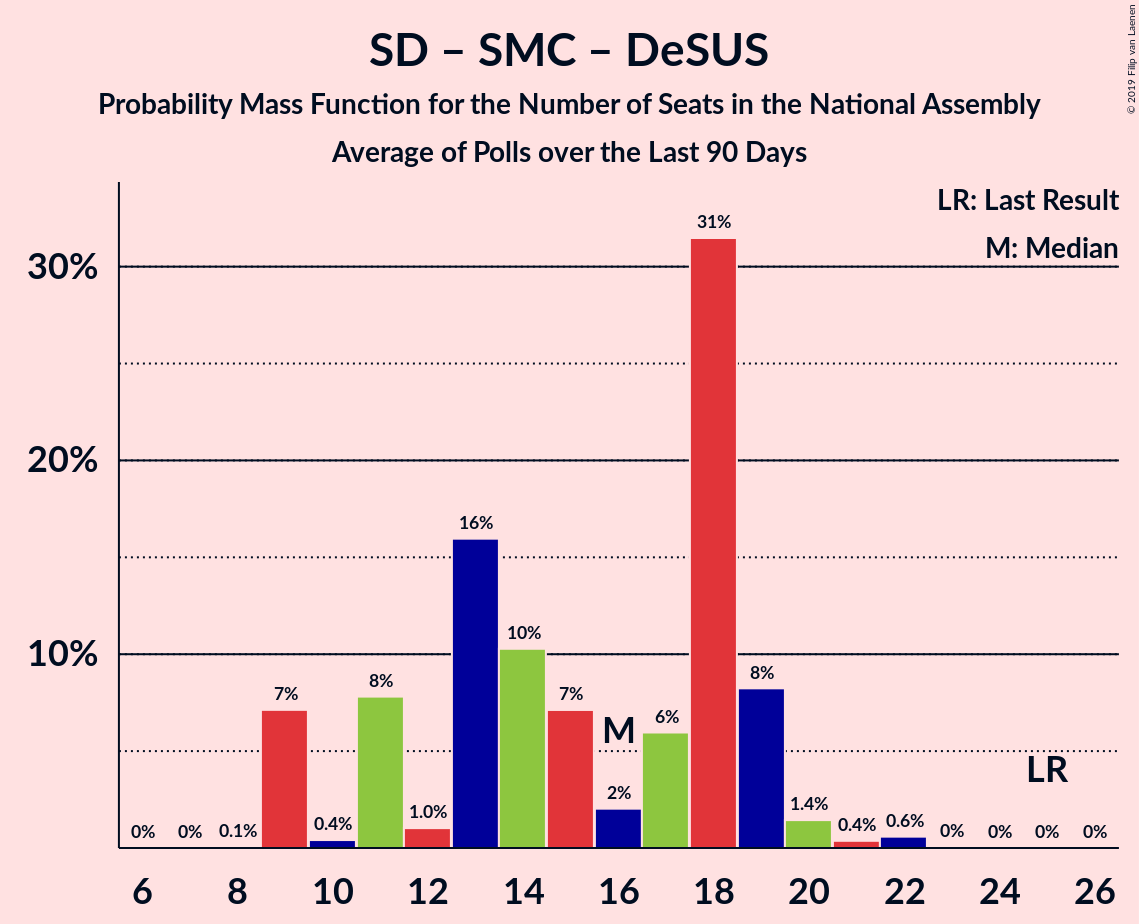 SD – SMC – DeSUS
Probability Mass Function for the Number of Seats in the National Assembly
Average of Polls over the Last 90 Days
© 2019 Filip van Laenen
LR: Last Result
M: Median
30%
20%
10%
0% 0% 0.1% 7% 0.4% 8% 1.0% 16% 10% 7% 2% 6% 31% 8% 1.4% 0.4% 0.6% 0% 0% 0% 0%
M
LR
6 8 10 12 14 16 18 20 22 24 26